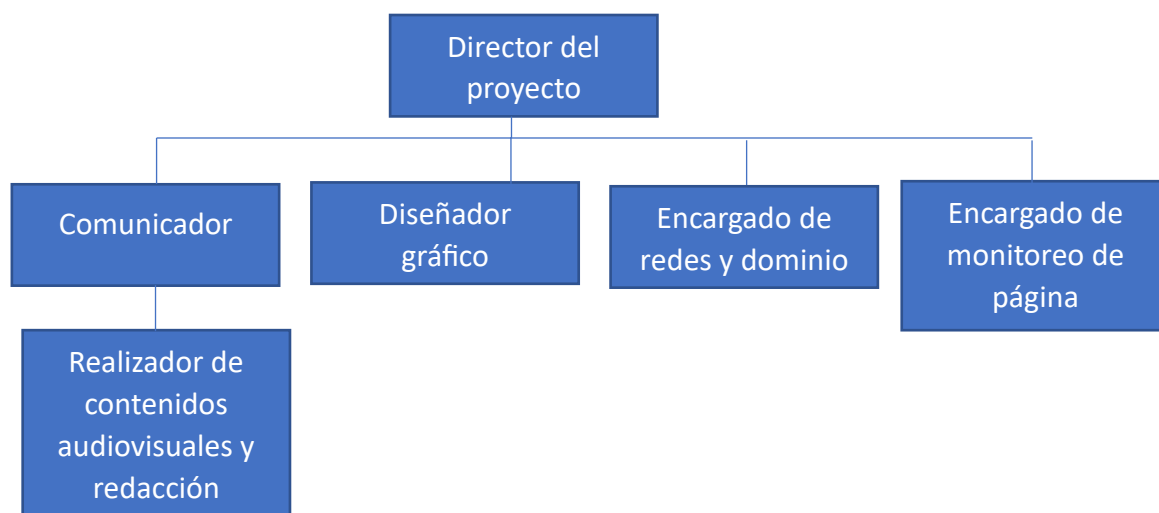 Director del
proyecto
Comunicador
Diseñador
gráfico
Encargado de
redes y dominio
Encargado de
monitoreo de
página
Realizador de
contenidos
audiovisuales y
redacción